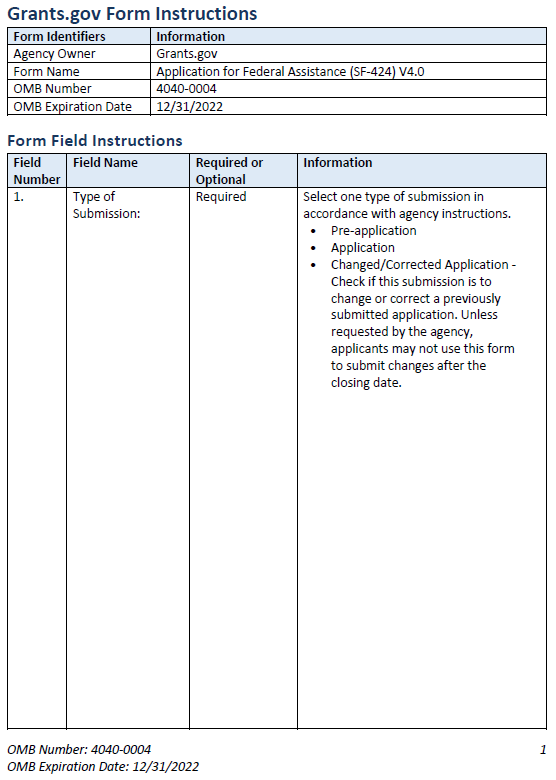 Grants.gov Form Instructions
Form Identifiers Information
Agency Owner Grants.gov
Form Name Application for Federal Assistance (SF-424) V4.0
OMB Number 4040-0004
OMB Expiration Date 12/31/2022
Form Field Instructions
Field Number Field Name Required or Optional Information
1. Type of Submission: Required Select one type of submission in
accordance with agency instructions.
• Pre-application
• Application
• Changed/Corrected Application -
Check if this submission is to
change or correct a previously
submitted application. Unless
requested by the agency,
applicants may not use this form
to submit changes after the
closing date.
OMB Number: 4040-0004 1
OMB Expiration Date: 12/31/2022